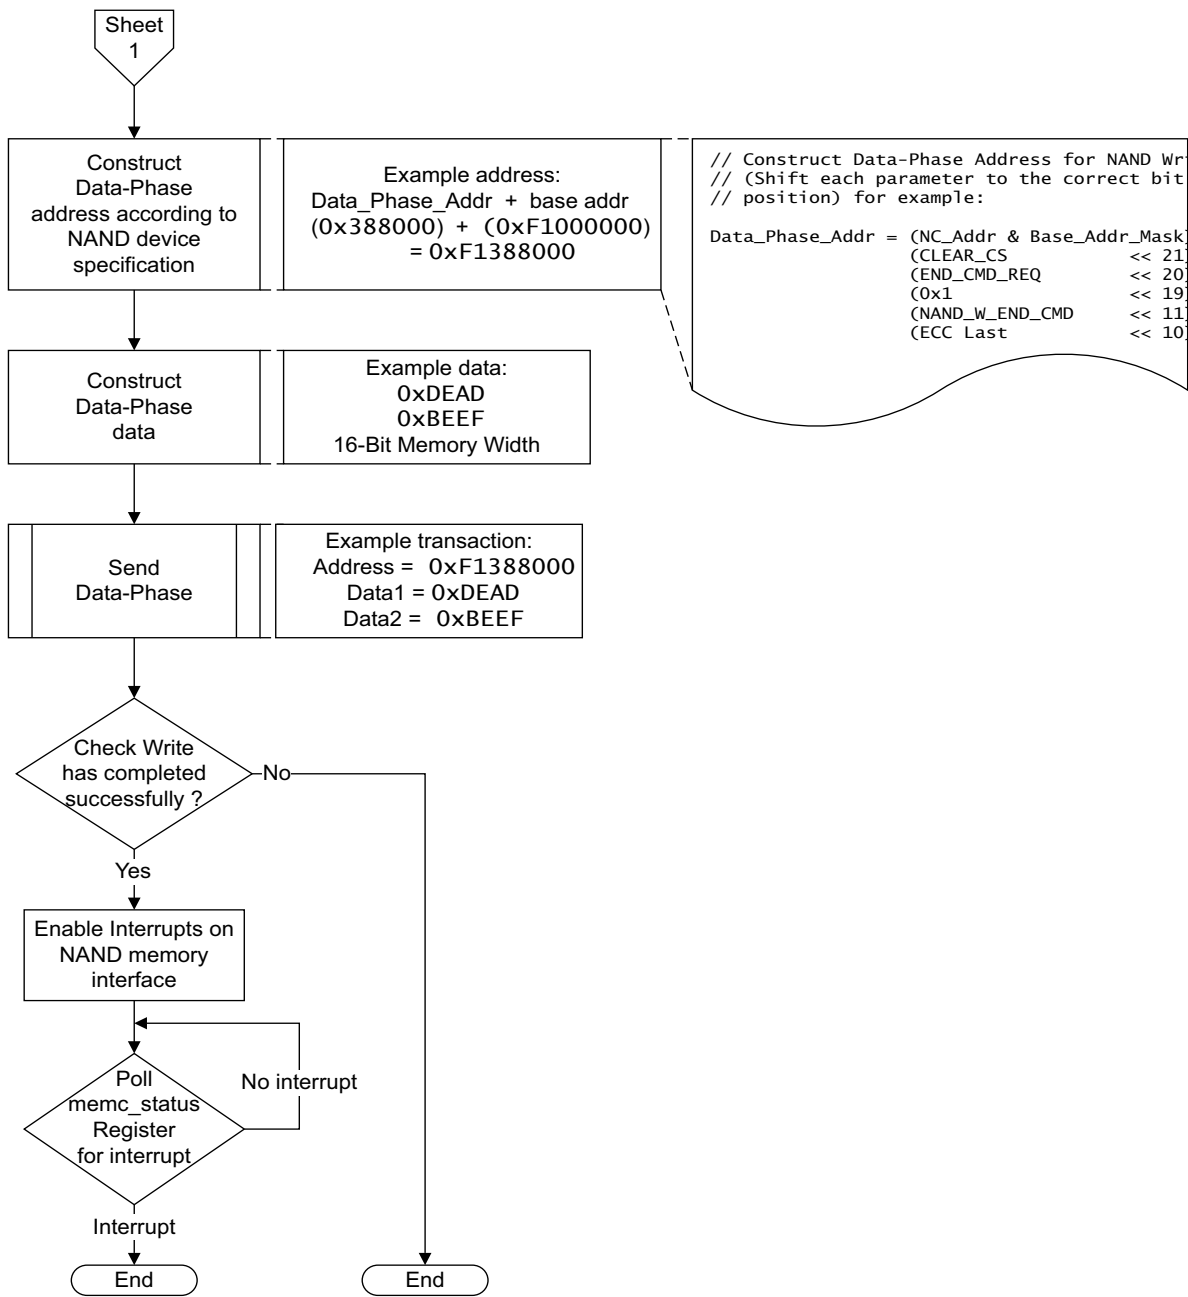 Sheet
1
Construct
Data-Phase
address according to
NAND device
specification
Example address:
Data_Phase_Addr + base addr
(0x388000) + (0xF1000000)
= 0xF1388000
// Construct Data-Phase Address for NAND
// (Shift each parameter to the correct bit
// position) for example:
Data_Phase_Addr = (NC_Addr & Base_Addr_Mask)
(CLEAR_CS << 21)
(END_CMD_REQ << 20)
(0x1 << 19)
(NAND_W_END_CMD << 11)
(ECC Last << 10)
Construct
Data-Phase
data
Example data:
0xDEAD
0xBEEF
16-Bit Memory Width
Send
Data-Phase
Example transaction:
Address = 0xF1388000
Data1 = 0xDEAD
Data2 = 0xBEEF
Check Write
has completed
successfully ?
No
Yes
Enable Interrupts on
NAND memory
interface
Poll
memc_status
Register
for interrupt
No interrupt
Interrupt
End
End